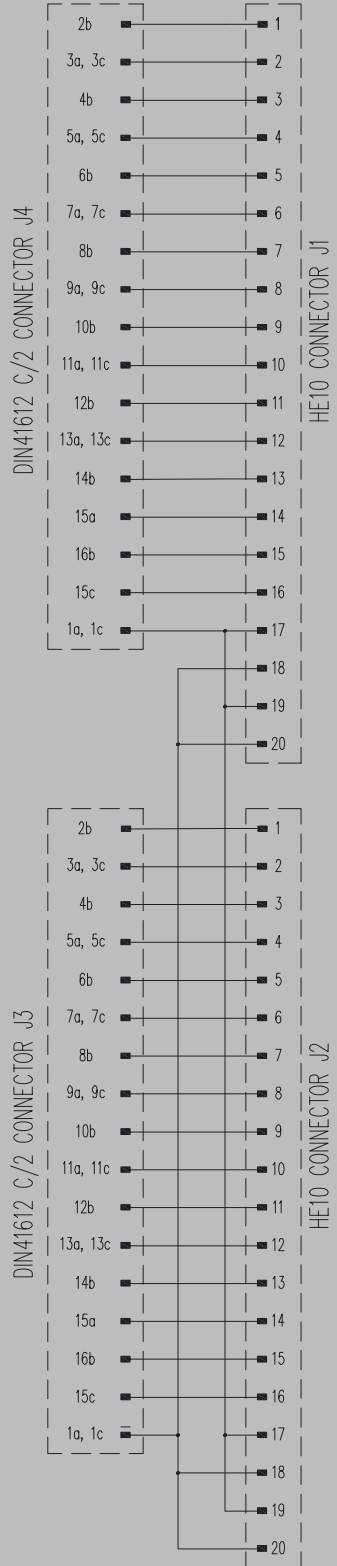 DIN41612 C/2 CONNECTOR J4
HE10 CONNECTOR J1
2b 1
3a, 3c 2
4b 3
5a, 5c 4
6b 5
7a, 7c 6
8b 7
9a, 9c 8
10b 9
11a, 11c 10
12b 11
13a, 13c 12
14b 13
15a 14
16b 15
15c 16
1a, 1c 17
18
19
20
DIN41612 C/2 CONNECTOR J3
HE10 CONNECTOR J2
2b 1
3a, 3c 2
4b 3
5a, 5c 4
6b 5
7a, 7c 6
8b 7
9a, 9c 8
10b 9
11a, 11c 10
12b 11
13a, 13c 12
14b 13
15a 14
16b 15
15c 16
1a, 1c 17
18
19
20